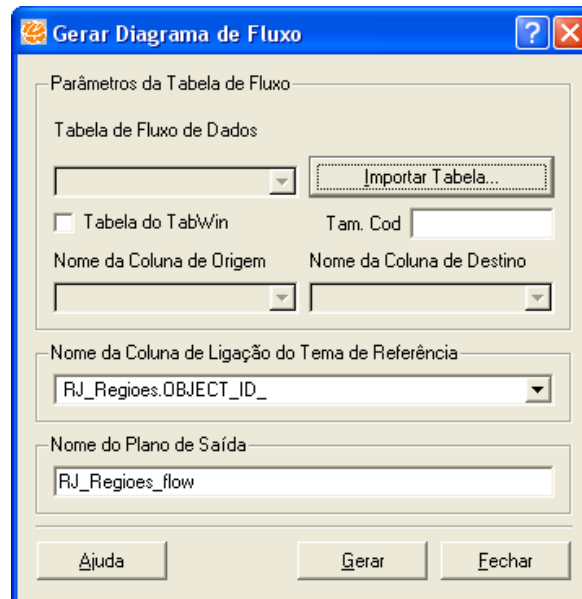 Gerar Diagrama de Fluxo
Parâmetros da Tabela de Fluxo
Tabela de Fluxo de Dados
Importar Tabela...
Tabela do TabWin
Tam. Cod
Nome da Coluna de Origem
Nome da Coluna de Destino
Nome da Coluna de Ligação do Tema de Referência
RJ_Regioes.OBJECT_ID_
Nome do Plano de Saída
RJ_Regioes_flow
Ajuda
Gerar
Fechar